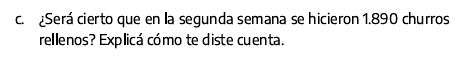 c. ¿Será cierto que en la segunda semana se hicieron 1.890 churros
rellenos? Explicá cómo te diste cuenta.